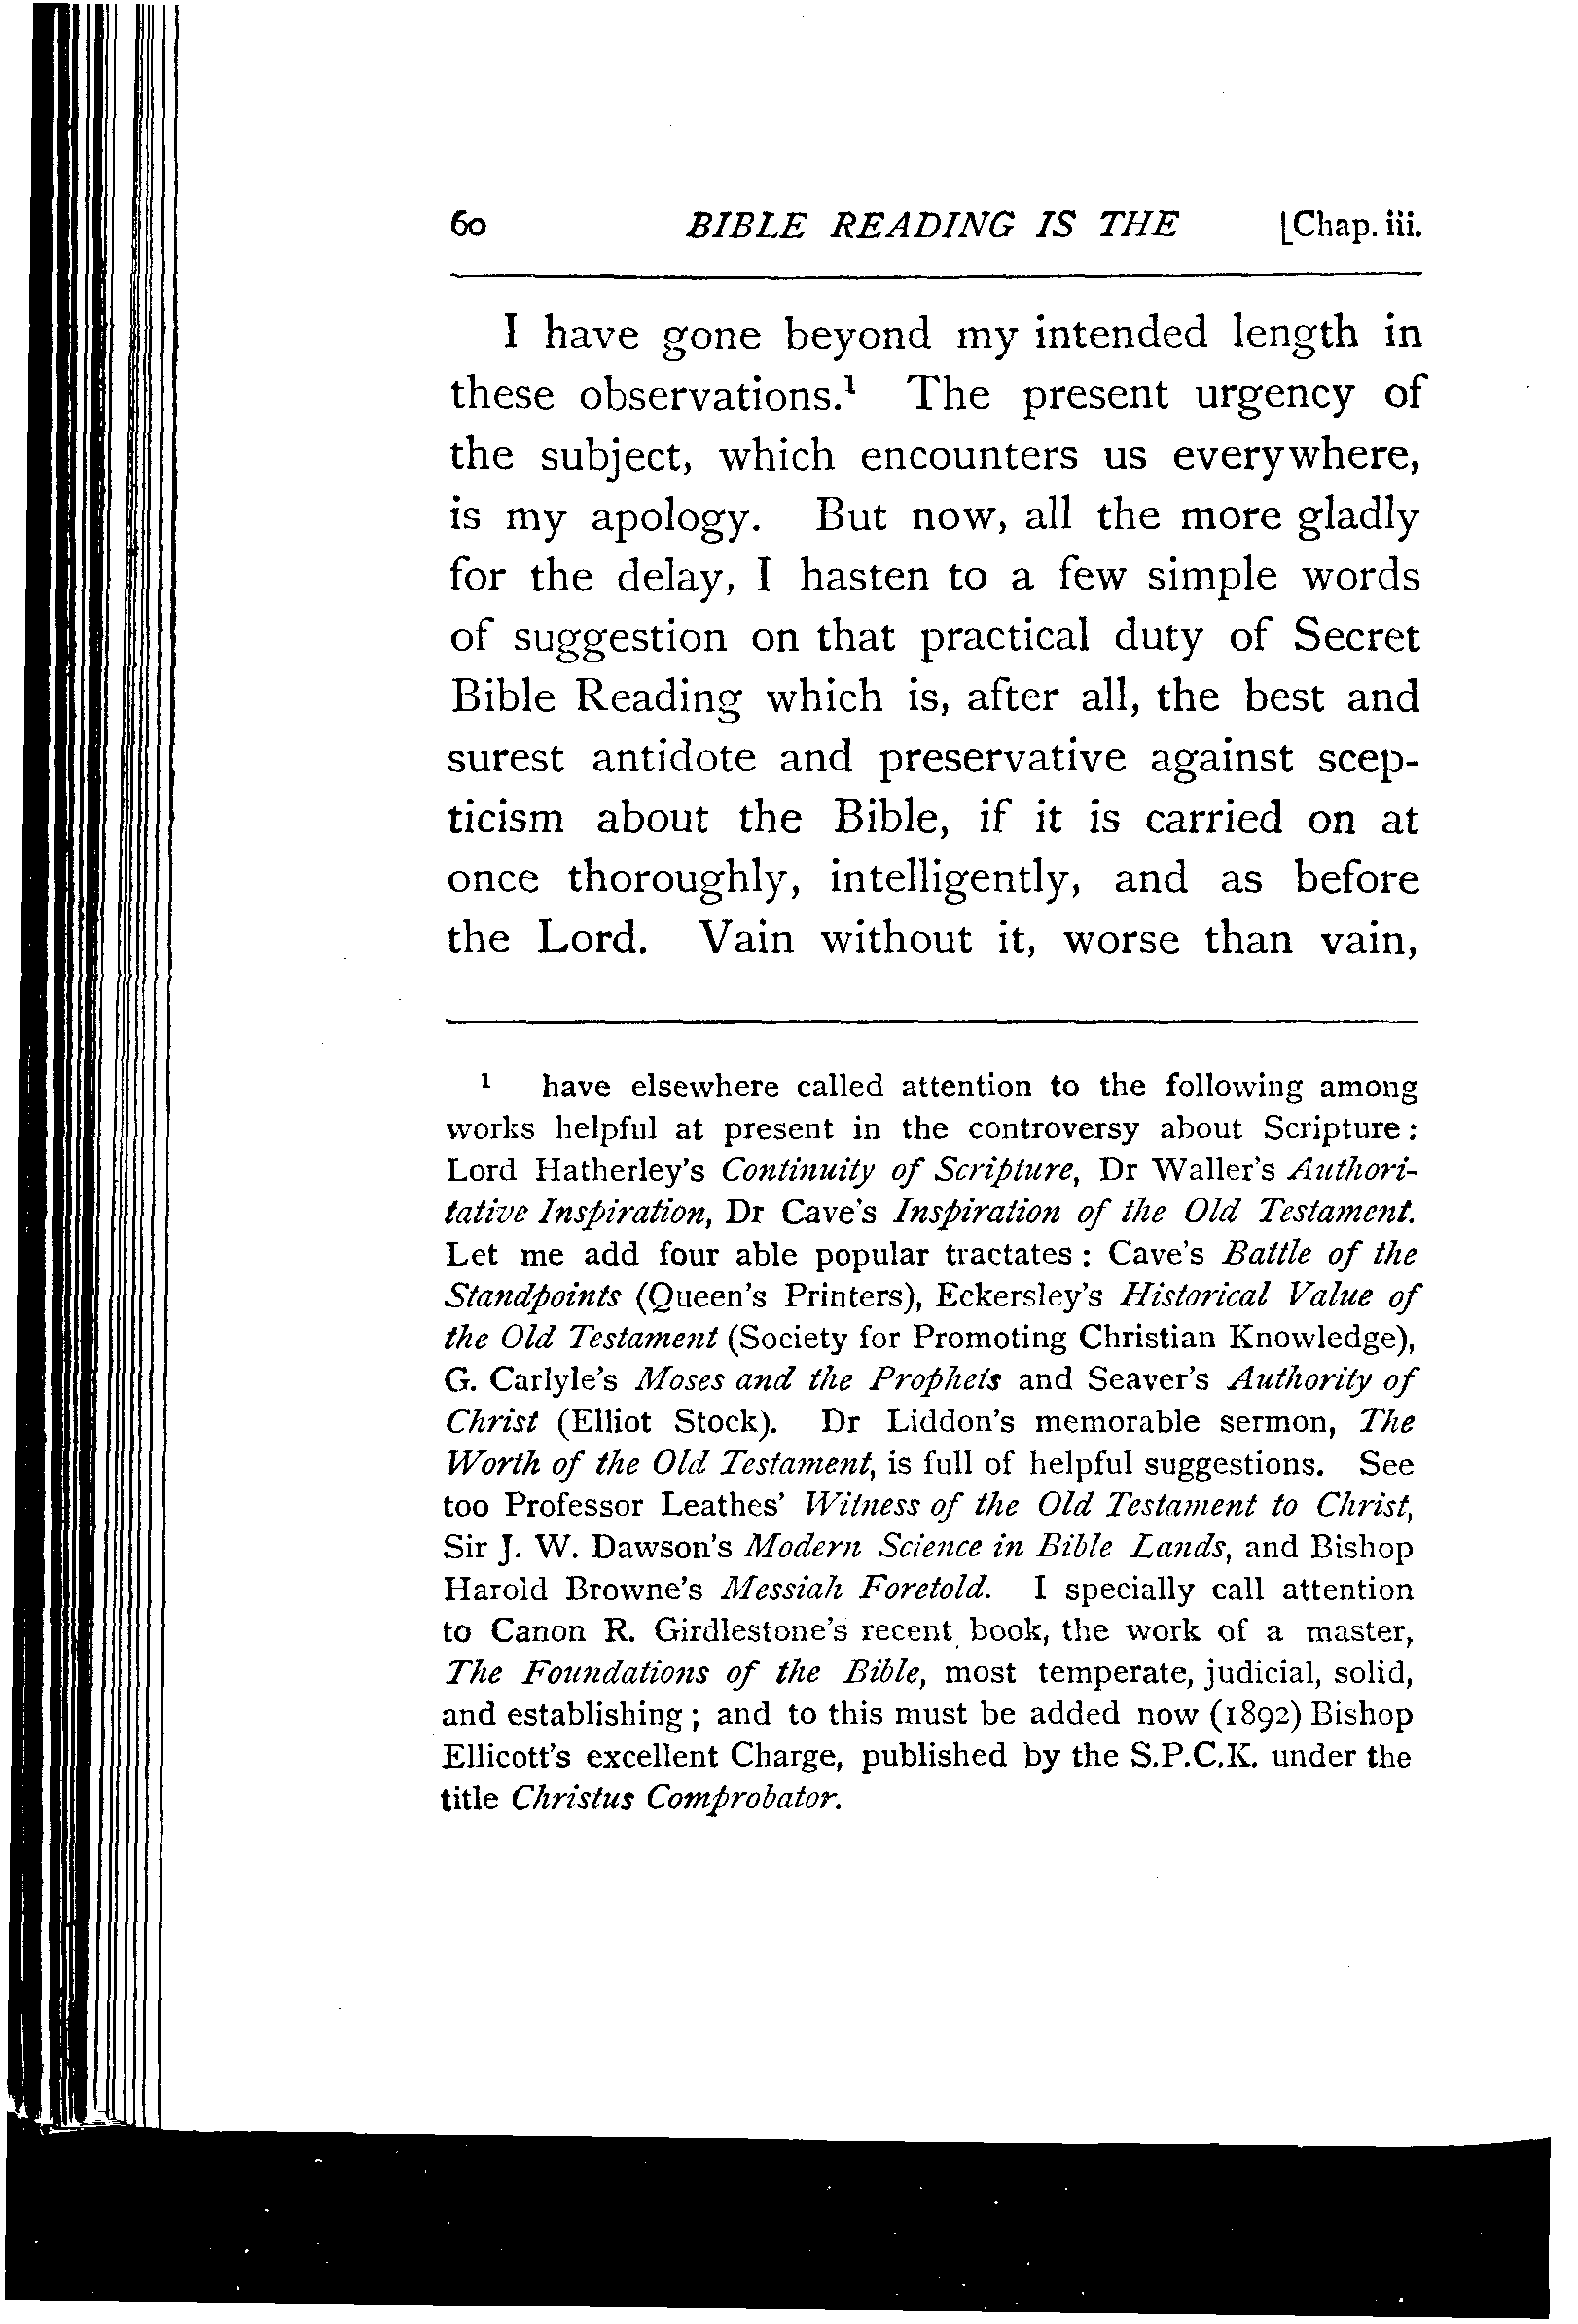 60 BIBLE READING IS THE [Chap. iii.
I have gone beyond my intended length in
these observations.¹ The present urgency of
the subject, which encounters us everywhere,
is my apology. But now, all the more gladly
for the delay, I hasten to a few simple words
of suggestion on that practical duty of Secret
Bible Reading which is, after all, the best and
surest antidote and preservative against scep-
ticism about the Bible, if it is carried on at
once thoroughly, intelligently, and as before
the Lord. Vain without it, worse than vain,
¹ have elsewhere called attention to the following among
works helpful at present in the controversy about Scripture:
Lord Hatherley's Continuity of Scripture, Dr Waller's Authori-
tative Inspiration, Dr Cave's Inspiration of the Old Testament.
Let me add four able popular tractates: Cave's Battle of the
Standpoints (Queen's Printers), Eckersley's Historical Value of
the Old Testament (Society for Promoting Christian Knowledge),
G. Carlyle's Moses and the Prophets and Seaver's Authority of
Christ (Elliot Stock). Dr Liddon's memorable sermon, The
Worth of the Old Testament, is full of helpful suggestions. See
too Professor Leathes' Witness of the Old Testament to Christ,
Sir J. W. Dawson's Modern Science in Bible Lands, and Bishop
Harold Browne's Messiah Foretold. I specially call attention
to Canon R. Girdlestone's recent book, the work of a master,
The Foundations of the Bible, most temperate, judicial, solid,
and establishing; and to this must be added now (1892) Bishop
Ellicott's excellent Charge, published by the S.P.C.K. under the
title Christus Comprobator.